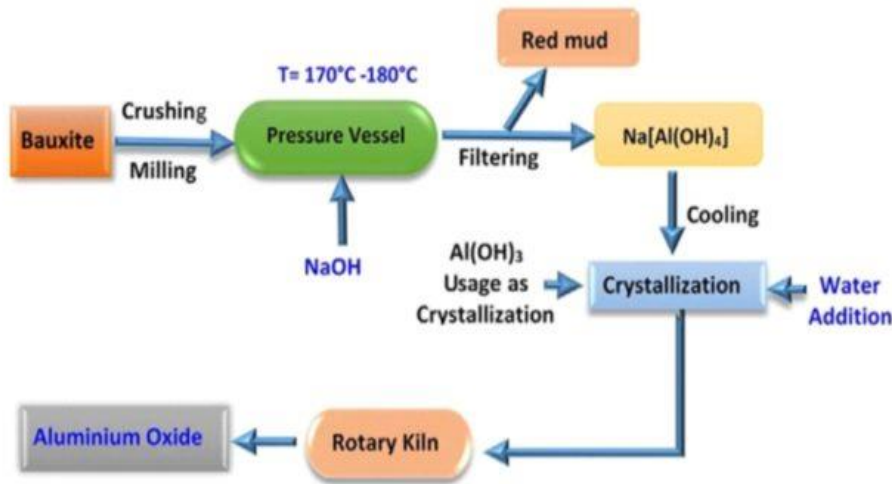 Red mud
T= 170°C -180°C
Crushing
Bauxite
Milling
Pressure Vessel
Filtering
Na[Al(OH)₄]
NaOH
Cooling
Al(OH)₃
Usage as
Crystallization
Crystallization
Water
Addition
Aluminium Oxide
Rotary Kiln